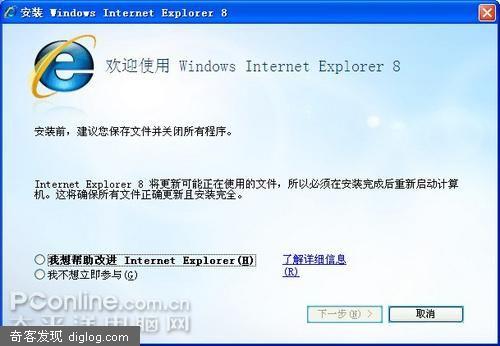 安装 Windows Internet Explorer 8
欢迎使用 Windows Internet Explorer 8
安装前，建议您保存文件并关闭所有程序。
Internet Explorer 8 将更新可能正在使用的文件，所以必须在安装完成后重新启动计算
机。这将确保所有文件正确更新且安装完全。
我想帮助改进 Internet Explorer(H)
我不想立即参与(G)
了解详细信息
(R)
下一步(N) >
取消
PConline.com.cn
太平洋电脑网
奇客发现 diglog.com